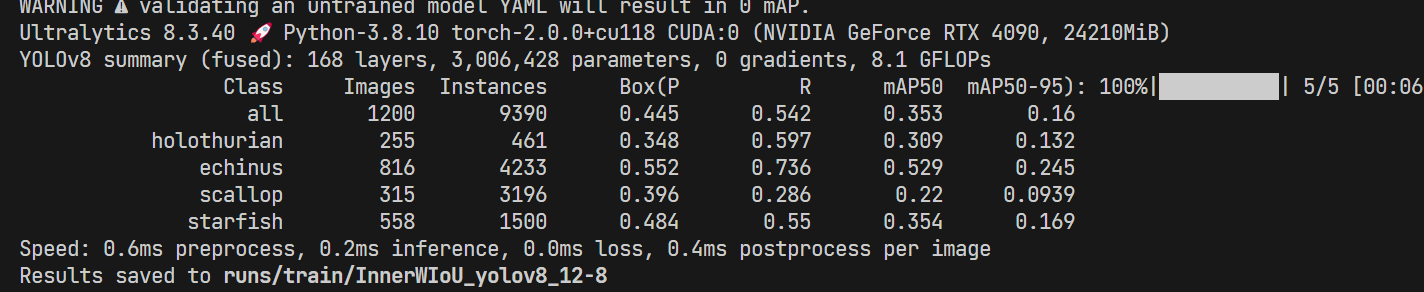 WARNING ⚠️ validating an untrained model YAML will result in 0 mAP.
Ultralytics 8.3.40 🚀 Python-3.8.10 torch-2.0.0+cu118 CUDA:0 (NVIDIA GeForce RTX 4090, 24210MiB)
YOLOv8 summary (fused): 168 layers, 3,006,428 parameters, 0 gradients, 8.1 GFLOPs
Class Images Instances Box(P R mAP50 mAP50-95): 100%|██████████| 5/5 [00:06
all 1200 9390 0.445 0.542 0.353 0.16
holothurian 255 461 0.348 0.597 0.309 0.132
echinus 816 4233 0.552 0.736 0.529 0.245
scallop 315 3196 0.396 0.286 0.22 0.0939
starfish 558 1500 0.484 0.55 0.354 0.169
Speed: 0.6ms preprocess, 0.2ms inference, 0.0ms loss, 0.4ms postprocess per image
Results saved to runs/train/InnerWIoU_yolov8_12-8